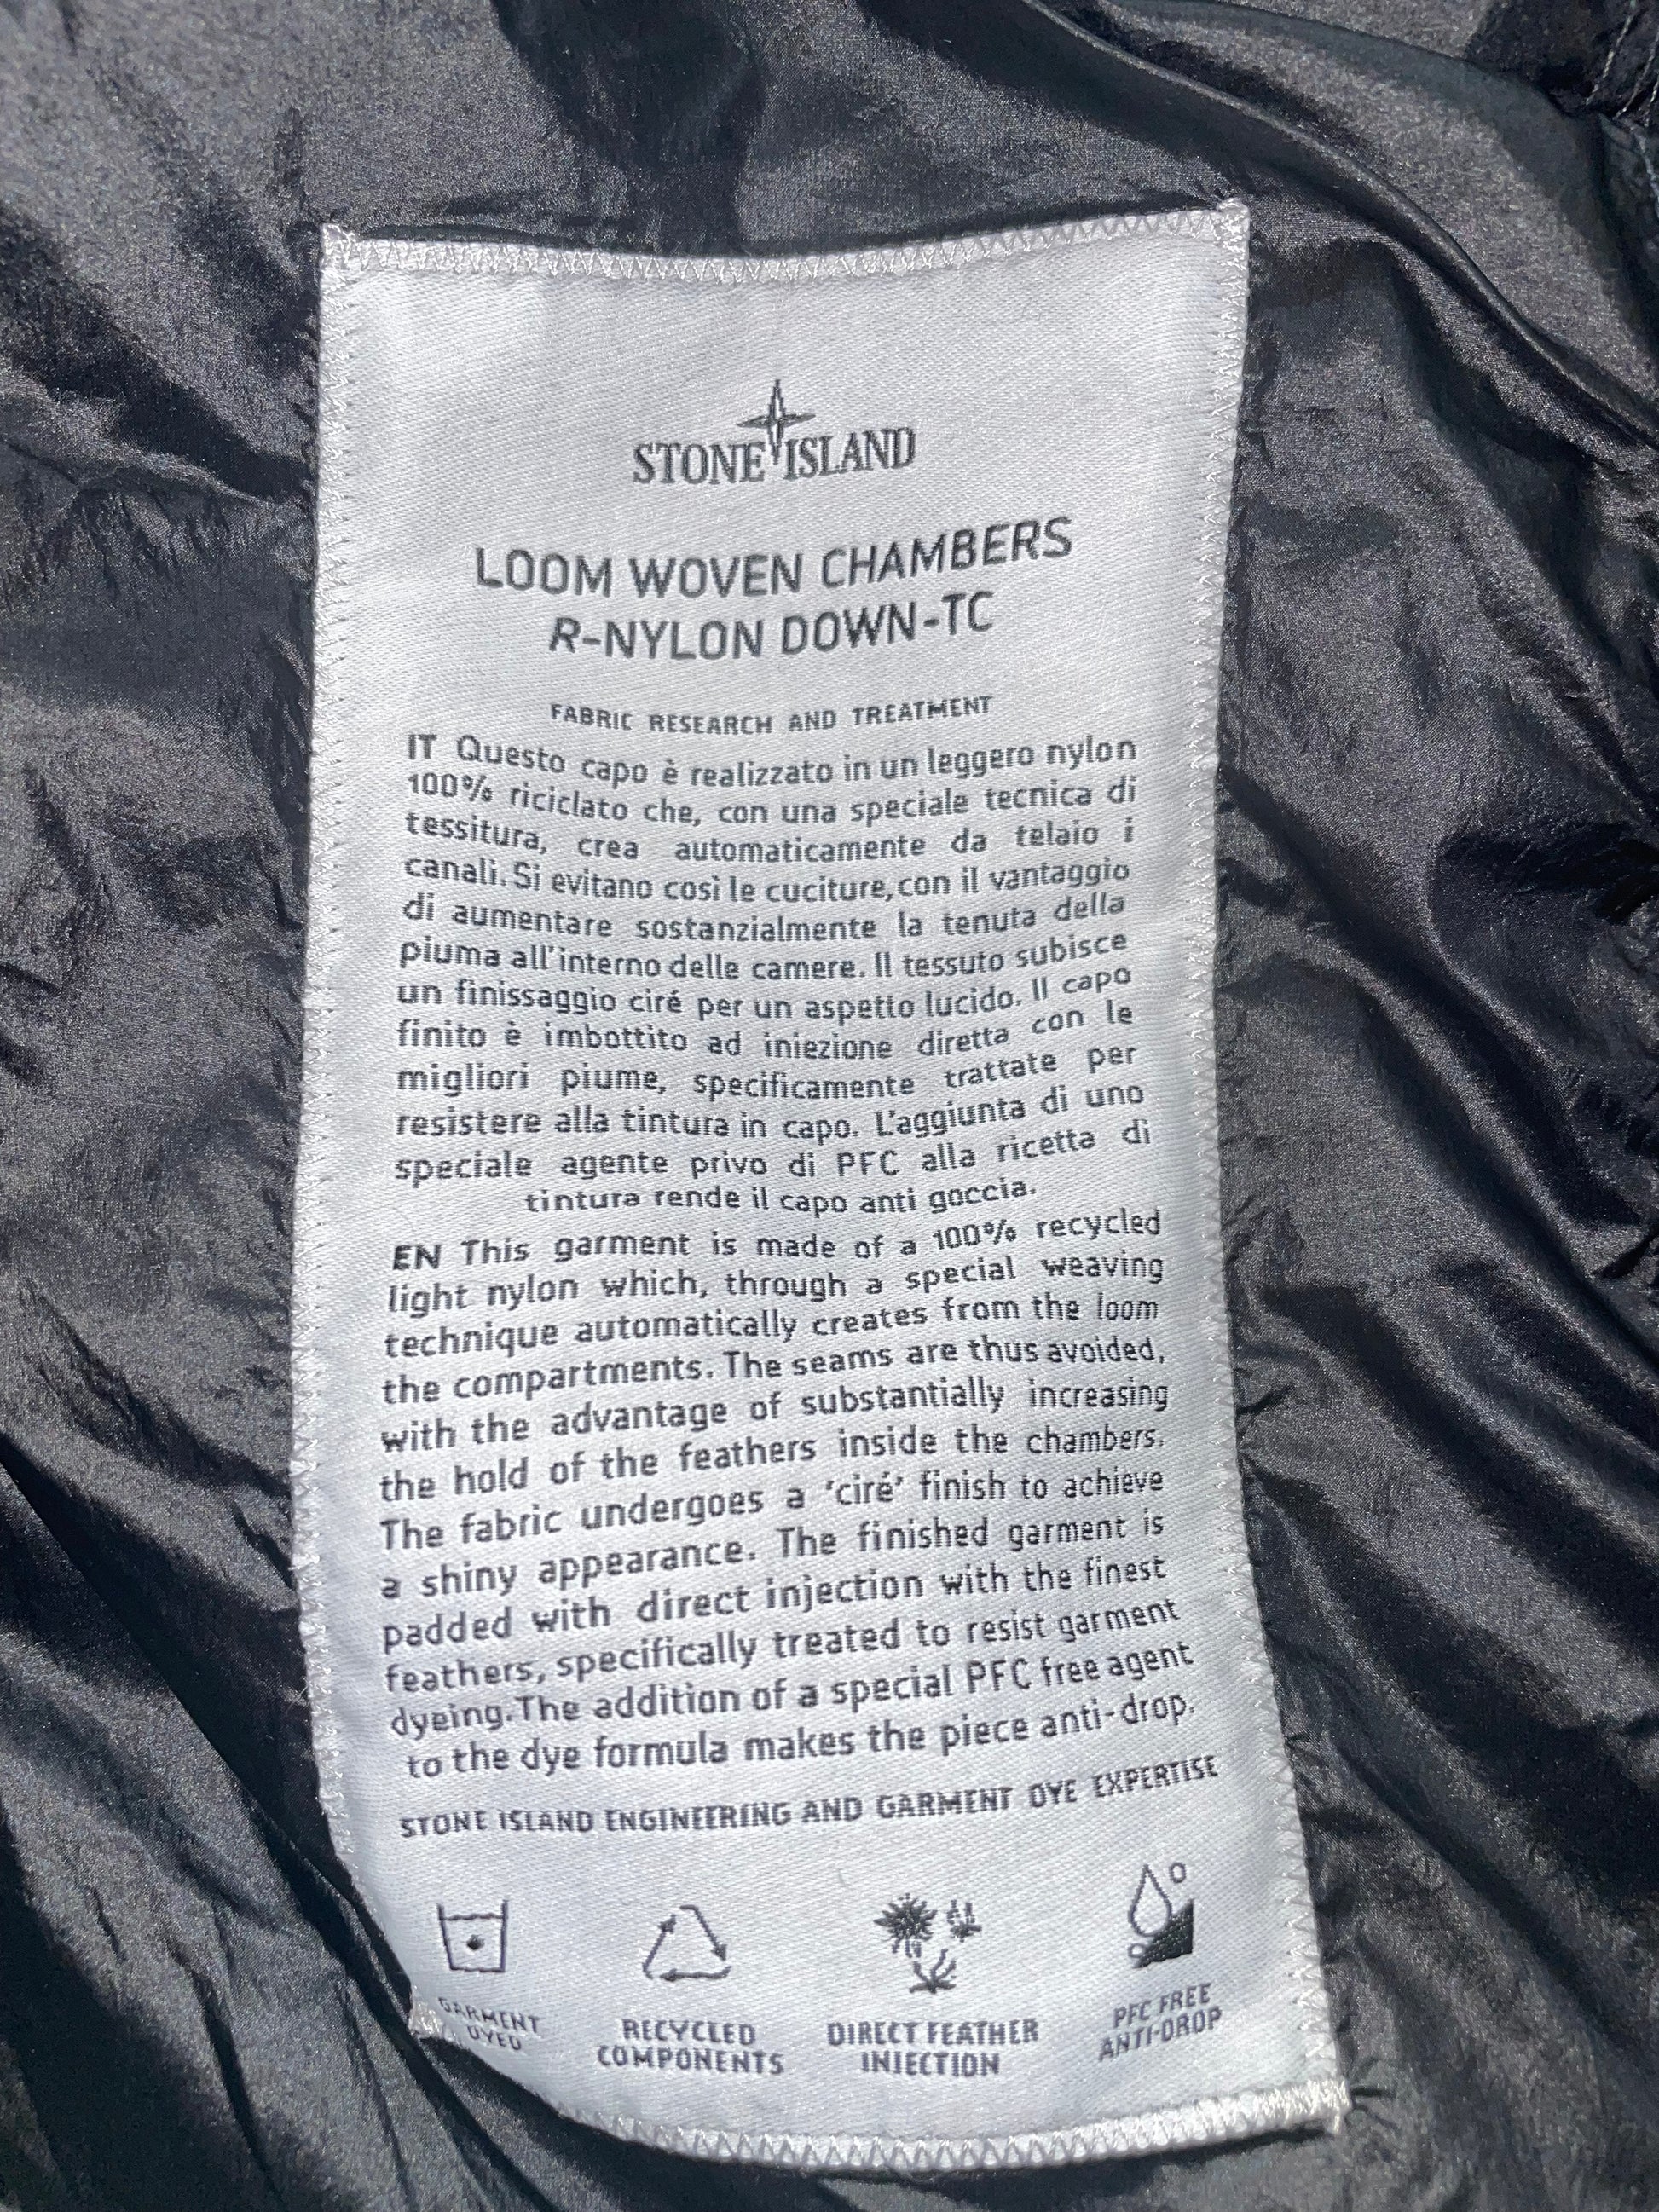 STONE ISLAND
LOOM WOVEN CHAMBERS
R-NYLON DOWN-TC
FABRIC RESEARCH AND TREATMENT
IT Questo capo è realizzato in un leggero nylon
100% riciclato che, con una speciale tecnica di
tessitura, crea automaticamente da telaio i
canali. Si evitano così le cuciture, con il vantaggio
di aumentare sostanzialmente la tenuta della
piuma all'interno delle camere. Il tessuto subisce
un finissaggio ciré per un aspetto lucido. Il capo
finito è imbottito ad iniezione diretta con le
migliori piume, specificamente trattate per
resistere alla tintura in capo. L'aggiunta di uno
speciale agente privo di PFC alla ricetta di
tintura rende il capo anti goccia.
EN This garment is made of a 100% recycled
light nylon which, through a special weaving
technique automatically creates from the loom
the compartments. The seams are thus avoided,
with the advantage of substantially increasing
the hold of the feathers inside the chambers.
The fabric undergoes a 'ciré' finish to achieve
a shiny appearance. The finished garment is
padded with direct injection with the finest
feathers, specifically treated to resist garment
dyeing. The addition of a special PFC free agent
to the dye formula makes the piece anti-drop.
STONE ISLAND ENGINEERING AND GARMENT DYE EXPERTISE
GARMENT
DYED
RECYCLED
COMPONENTS
DIRECT FEATHER
INJECTION
PFC FREE
ANTI-DROP